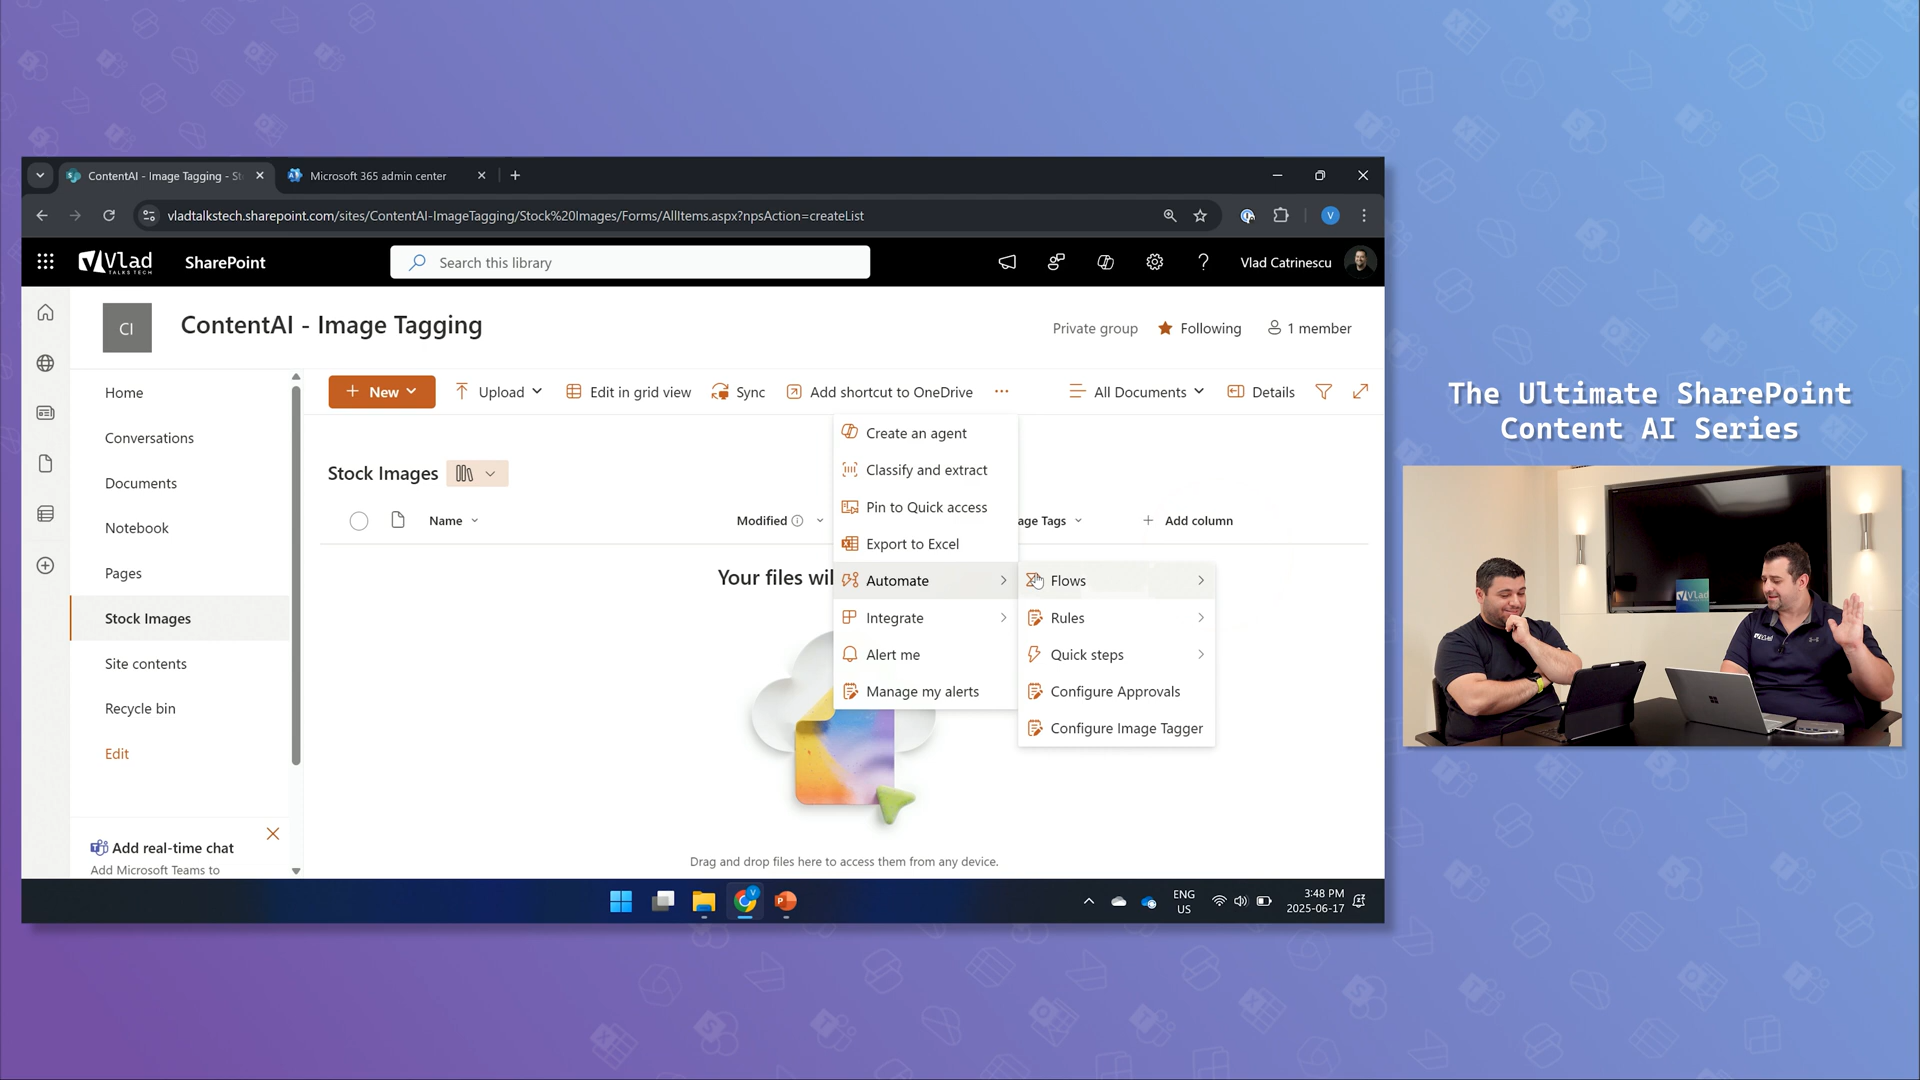 ContentAI - Image Tagging - St
Microsoft 365 admin center
vladtalkstech.sharepoint.com/sites/ContentAI-ImageTagging/Stock%20Images/Forms/AllItems.aspx?npsAction=createList
V
Vlad
TALKS TECH
SharePoint
Search this library
Vlad Catrinescu
CI
ContentAI - Image Tagging
Private group
Following
1 member
Home
Conversations
Documents
Notebook
Pages
Stock Images
Site contents
Recycle bin
Edit
Add real-time chat
Add Microsoft Teams to
New
Upload
Edit in grid view
Sync
Add shortcut to OneDrive
All Documents
Details
Stock Images
Name
Modified
age Tags
Add column
Your files wil
Create an agent
Classify and extract
Pin to Quick access
Export to Excel
Automate
Integrate
Alert me
Manage my alerts
Flows
Rules
Quick steps
Configure Approvals
Configure Image Tagger
Drag and drop files here to access them from any device.
ENG
US
3:48 PM
2025-06-17
The Ultimate SharePoint
Content AI Series
Vlad